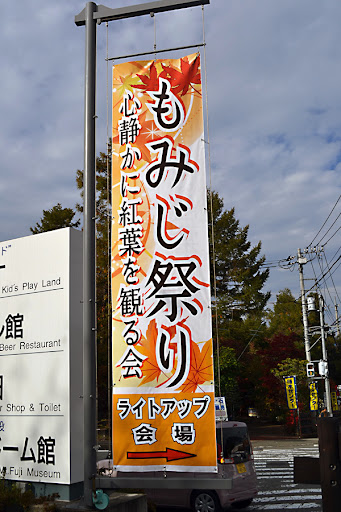 もみじ祭り
心静かに紅葉を観る会
ライトアップ
会場
Kid's Play Land
館
Beer Restaurant
Shop & Toilet
ーム館
Fuji Museum